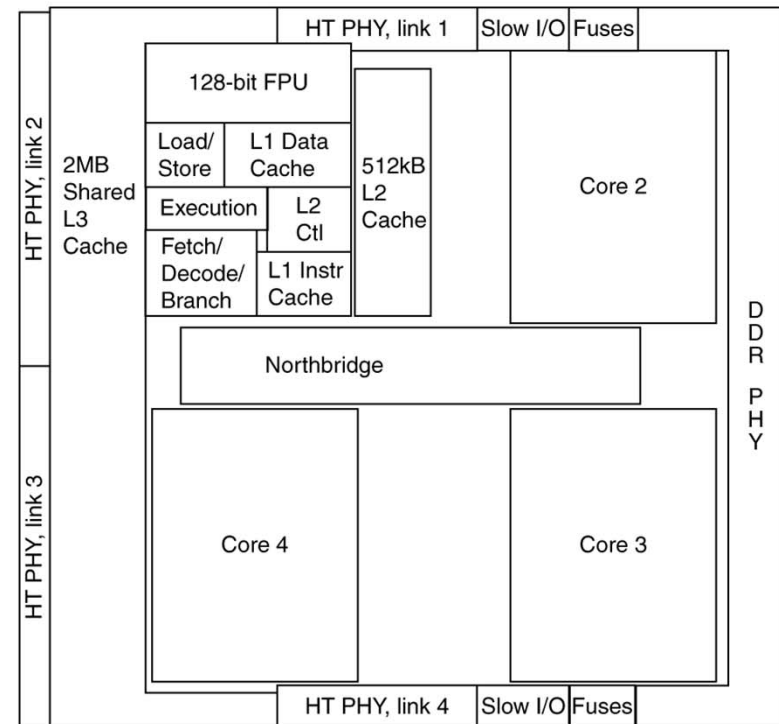 HT PHY, link 1
Slow I/O
Fuses
HT PHY, link 2
2MB
Shared
L3
Cache
128-bit FPU
Load/
Store
L1 Data
Cache
Execution
L2
Ctl
Fetch/
Decode/
Branch
L1 Instr
Cache
512kB
L2
Cache
Core 2
Northbridge
DDR PHY
HT PHY, link 3
Core 4
Core 3
HT PHY, link 4
Slow I/O
Fuses